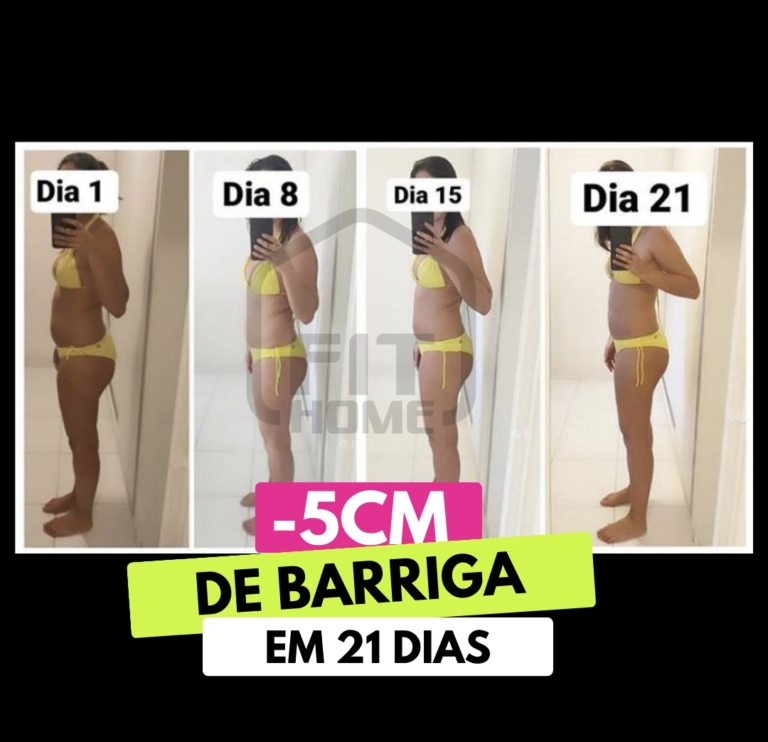 Dia 1
Dia 8
Dia 15
Dia 21
FIT
HOME
-5CM
DE BARRIGA
EM 21 DIAS